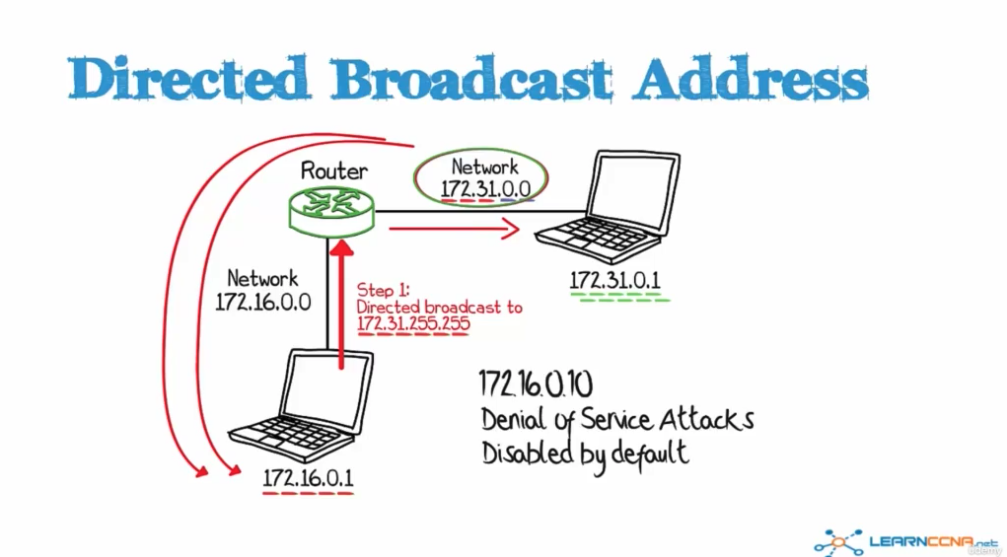 Directed Broadcast Address
Router
Network
172.31.0.0
172.31.0.1
Network
172.16.0.0
Step 1:
Directed broadcast to
172.31.255.255
172.16.0.1
172.16.0.10
Denial of Service Attacks
Disabled by default
LEARNCCNA.net
Udemy